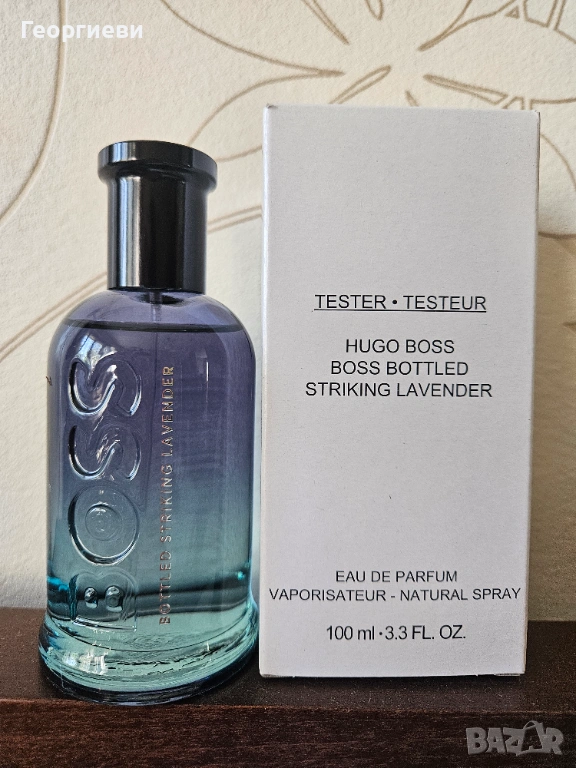 Георгиеви
BOSS
BOTTLED STRIKING LAVENDER
TESTER • TESTEUR
HUGO BOSS
BOSS BOTTLED
STRIKING LAVENDER
EAU DE PARFUM
VAPORISATEUR - NATURAL SPRAY
100 ml • 3.3 FL. OZ.
BAZAR